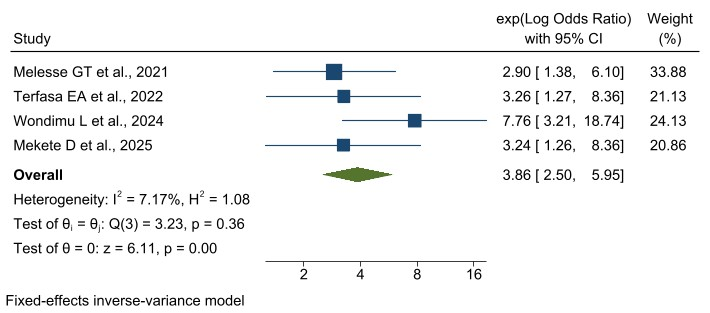 exp(Log Odds Ratio) Weight
Study with 95% CI (%)
Melesse GT et al., 2021 2.90 [ 1.38, 6.10] 33.88
Terfasa EA et al., 2022 3.26 [ 1.27, 8.36] 21.13
Wondimu L et al., 2024 7.76 [ 3.21, 18.74] 24.13
Mekete D et al., 2025 3.24 [ 1.26, 8.36] 20.86
Overall 3.86 [ 2.50, 5.95]
Heterogeneity: I² = 7.17%, H² = 1.08
Test of θi = θj: Q(3) = 3.23, p = 0.36
Test of θ = 0: z = 6.11, p = 0.00
2 4 8 16
Fixed-effects inverse-variance model